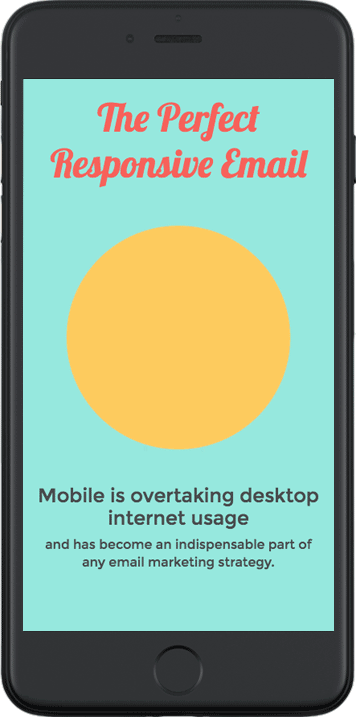 The Perfect
Responsive Email
Mobile is overtaking desktop
internet usage
and has become an indispensable part of
any email marketing strategy.